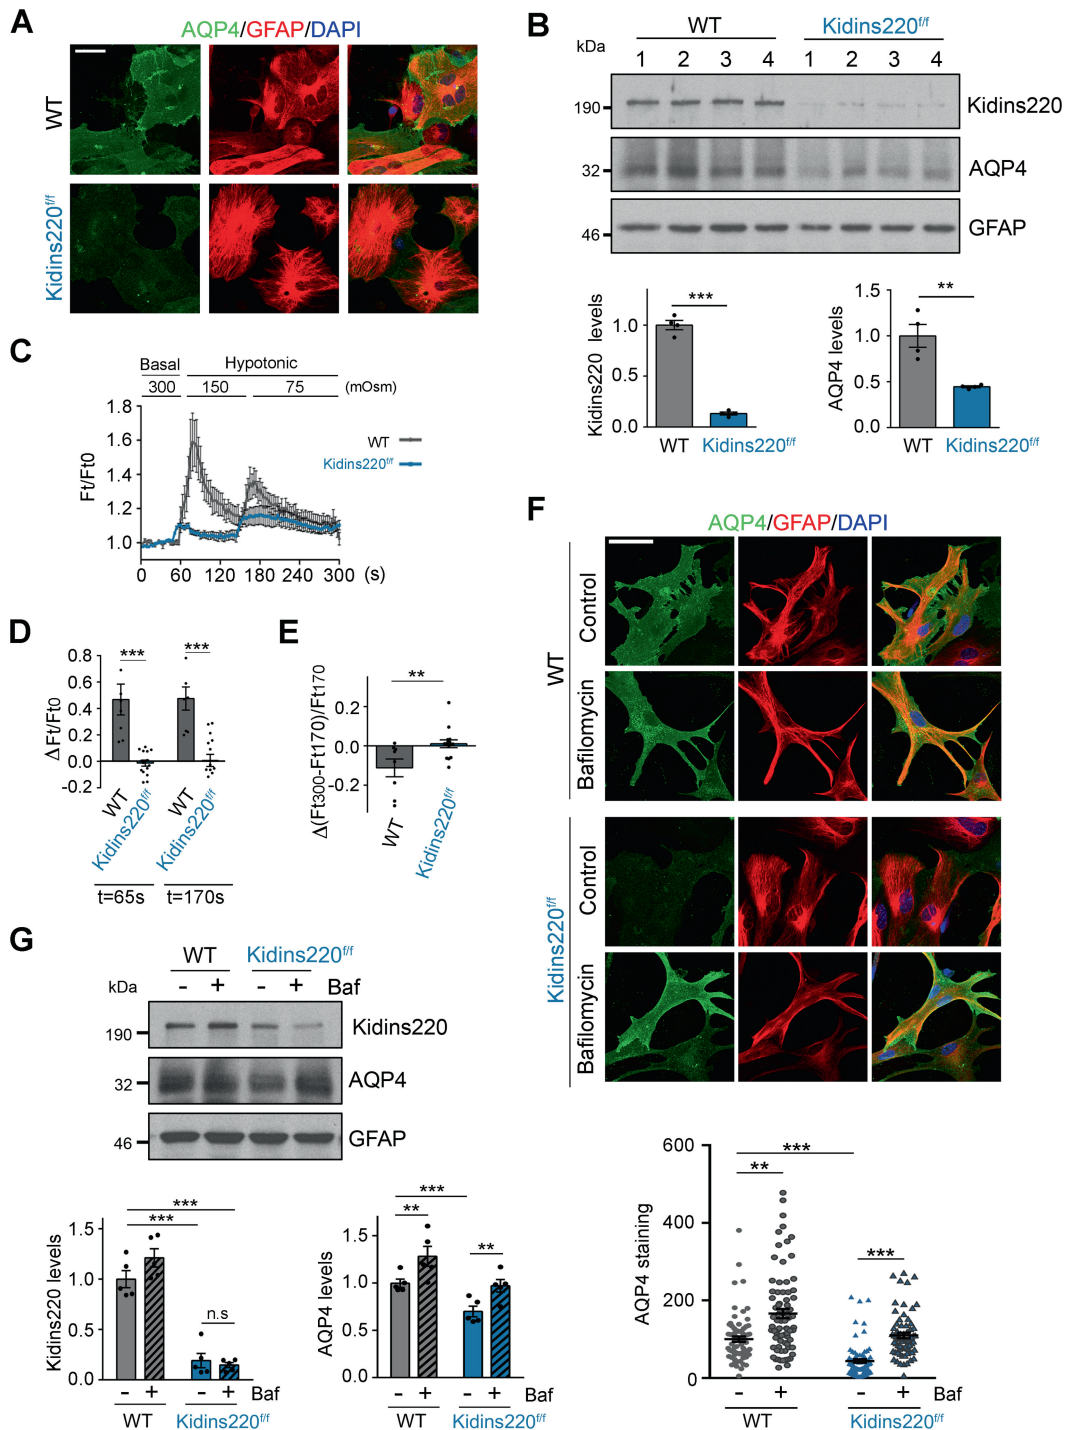 A
AQP4/GFAP/DAPI
WT
Kidins220f/f
B
WT Kidins220f/f
kDa
1 2 3 4 1 2 3 4
190 Kidins220
32 AQP4
46 GFAP
Kidins220 levels
1.0
0.5
0.0
***
WT Kidins220f/f
AQP4 levels
1.5
1.0
0.5
0.0
**
WT Kidins220f/f
C
Basal Hypotonic
300 150 75 (mOsm)
Ft/Ft0
1.8
1.6
1.4
1.2
1.0
WT
Kidins220f/f
0 60 120 180 240 300 (s)
D
ΔFt/Ft0
0.8
0.6
0.4
0.2
0.0
-0.2
*** ***
WT Kidins220f/f WT Kidins220f/f
t=65s t=170s
E
Δ(Ft300-Ft170)/Ft170
0.2
0.0
-0.2
**
WT Kidins220f/f
F
AQP4/GFAP/DAPI
WT
Control
Bafilomycin
Kidins220f/f
Control
Bafilomycin
AQP4 staining
600
400
200
0
***
**
***
- + - + Baf
WT Kidins220f/f
G
WT Kidins220f/f
kDa - + - + Baf
190 Kidins220
32 AQP4
46 GFAP
Kidins220 levels
1.5
1.0
0.5
0.0
***
***
n.s
- + - + Baf
WT Kidins220f/f
AQP4 levels
1.5
1.0
0.5
0.0
***
**
**
- + - + Baf
WT Kidins220f/f